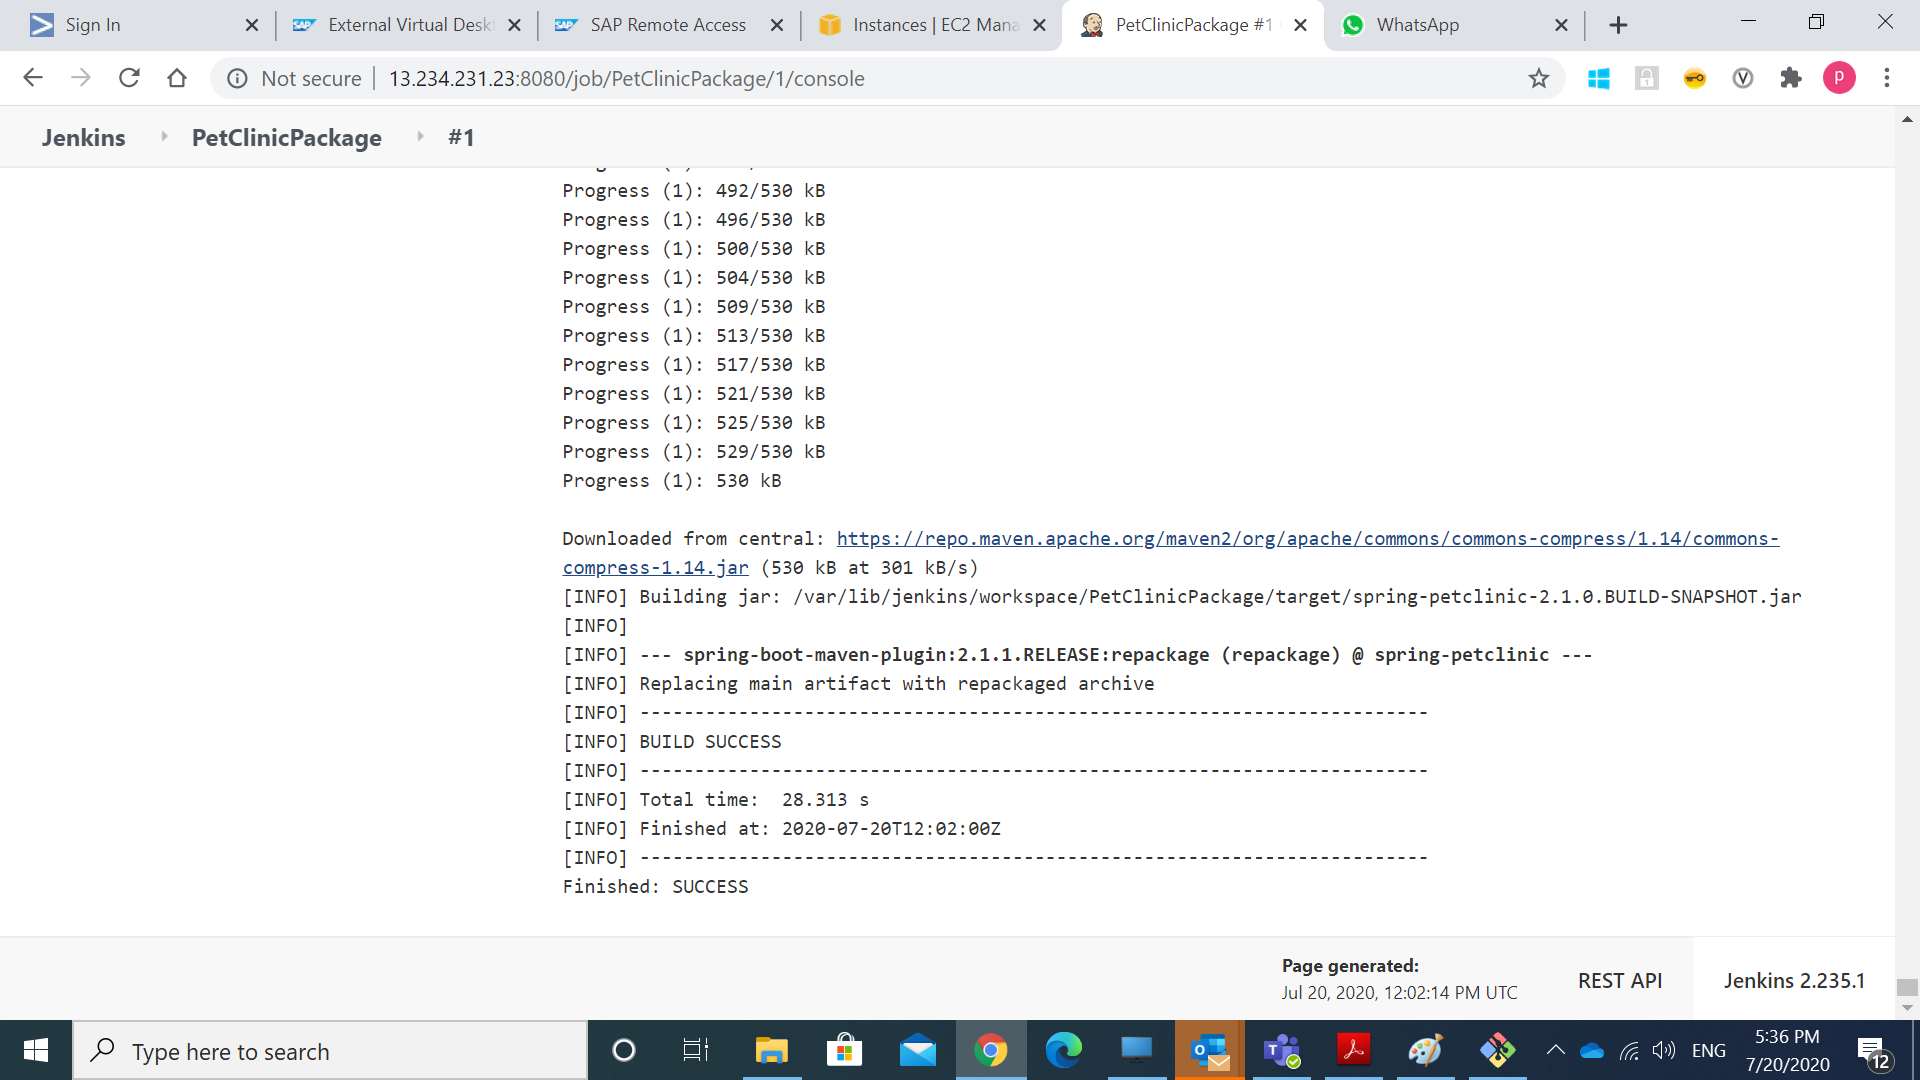 Sign In
External Virtual Deskt
SAP Remote Access
Instances | EC2 Mana
PetClinicPackage #1
WhatsApp
Not secure
13.234.231.23:8080/job/PetClinicPackage/1/console
P
Jenkins
PetClinicPackage
#1
Progress (1): 492/530 kB
Progress (1): 496/530 kB
Progress (1): 500/530 kB
Progress (1): 504/530 kB
Progress (1): 509/530 kB
Progress (1): 513/530 kB
Progress (1): 517/530 kB
Progress (1): 521/530 kB
Progress (1): 525/530 kB
Progress (1): 529/530 kB
Progress (1): 530 kB
Downloaded from central: https://repo.maven.apache.org/maven2/org/apache/commons/commons-compress/1.14/commons-
compress-1.14.jar (530 kB at 301 kB/s)
[INFO] Building jar: /var/lib/jenkins/workspace/PetClinicPackage/target/spring-petclinic-2.1.0.BUILD-SNAPSHOT.jar
[INFO]
[INFO] --- spring-boot-maven-plugin:2.1.1.RELEASE:repackage (repackage) @ spring-petclinic ---
[INFO] Replacing main artifact with repackaged archive
[INFO] ------------------------------------------------------------------------
[INFO] BUILD SUCCESS
[INFO] ------------------------------------------------------------------------
[INFO] Total time:  28.313 s
[INFO] Finished at: 2020-07-20T12:02:00Z
[INFO] ------------------------------------------------------------------------
Finished: SUCCESS
Page generated:
Jul 20, 2020, 12:02:14 PM UTC
REST API
Jenkins 2.235.1
Type here to search
ENG
5:36 PM
7/20/2020
12